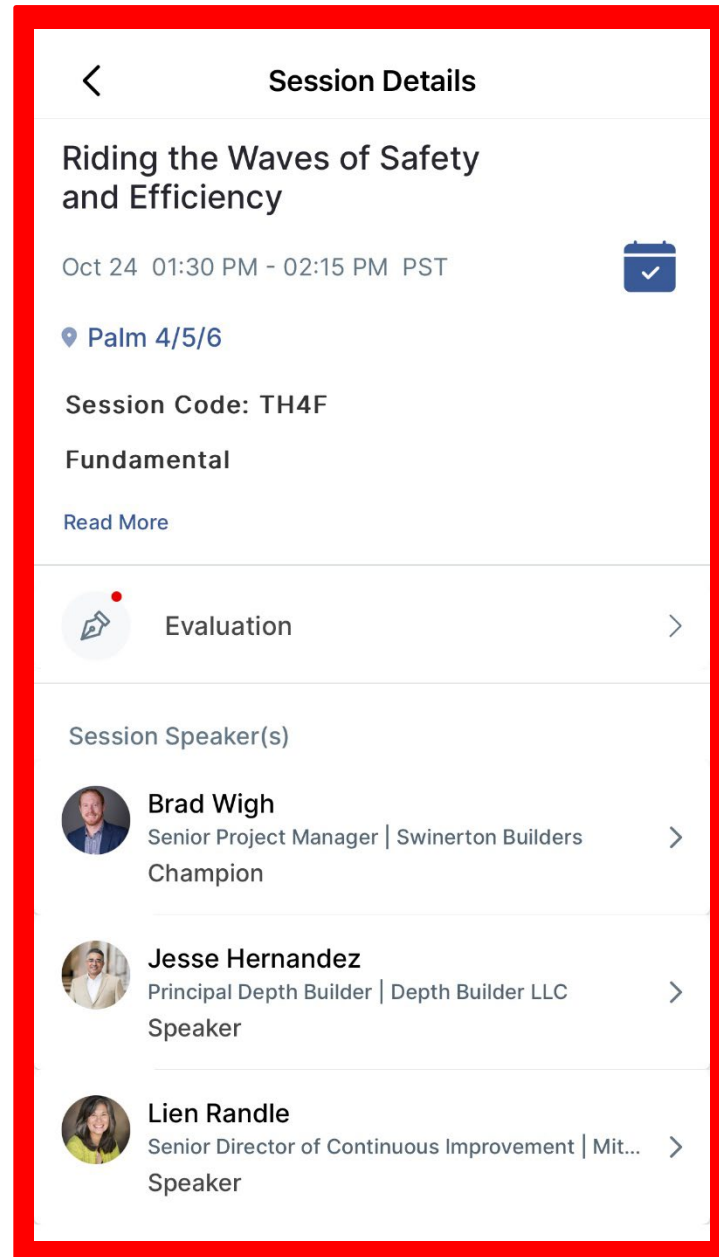 Session Details
Riding the Waves of Safety
and Efficiency
Oct 24 01:30 PM - 02:15 PM PST
Palm 4/5/6
Session Code: TH4F
Fundamental
Read More
Evaluation
Session Speaker(s)
Brad Wigh
Senior Project Manager | Swinerton Builders
Champion
Jesse Hernandez
Principal Depth Builder | Depth Builder LLC
Speaker
Lien Randle
Senior Director of Continuous Improvement | Mit...
Speaker